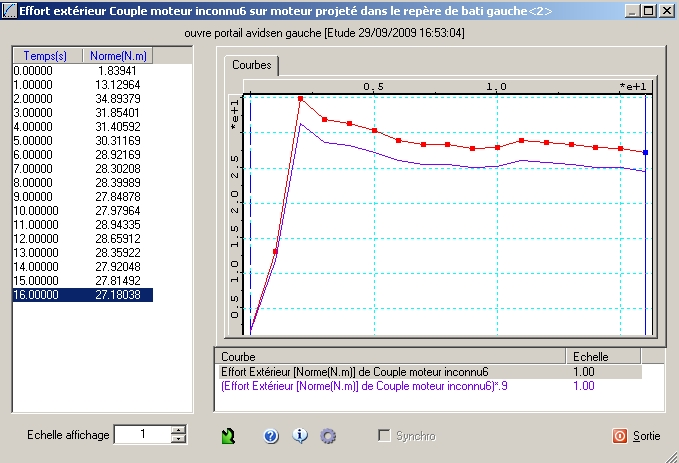 Effort extérieur Couple moteur inconnu6 sur moteur projeté dans le repère de bati gauche<2>
ouvre portail avidsen gauche [Etude 29/09/2009 16:53:04]
Temps(s) Norme(N.m)
0.00000 1.83941
1.00000 13.12964
2.00000 34.89379
3.00000 31.85401
4.00000 31.40592
5.00000 30.31169
6.00000 28.92169
7.00000 28.30208
8.00000 28.39989
9.00000 27.84878
10.00000 27.97964
11.00000 28.94335
12.00000 28.65912
13.00000 28.35922
14.00000 27.92048
15.00000 27.81492
16.00000 27.18038
Courbes
0.5 1.0 *e+1
*e+1
2.5
2.0
1.5
1.0
0.5
Courbe Echelle
Effort Extérieur [Norme(N.m)] de Couple moteur inconnu6 1.00
(Effort Extérieur [Norme(N.m)] de Couple moteur inconnu6)*.9 1.00
Echelle affichage 1
Synchro
Sortie